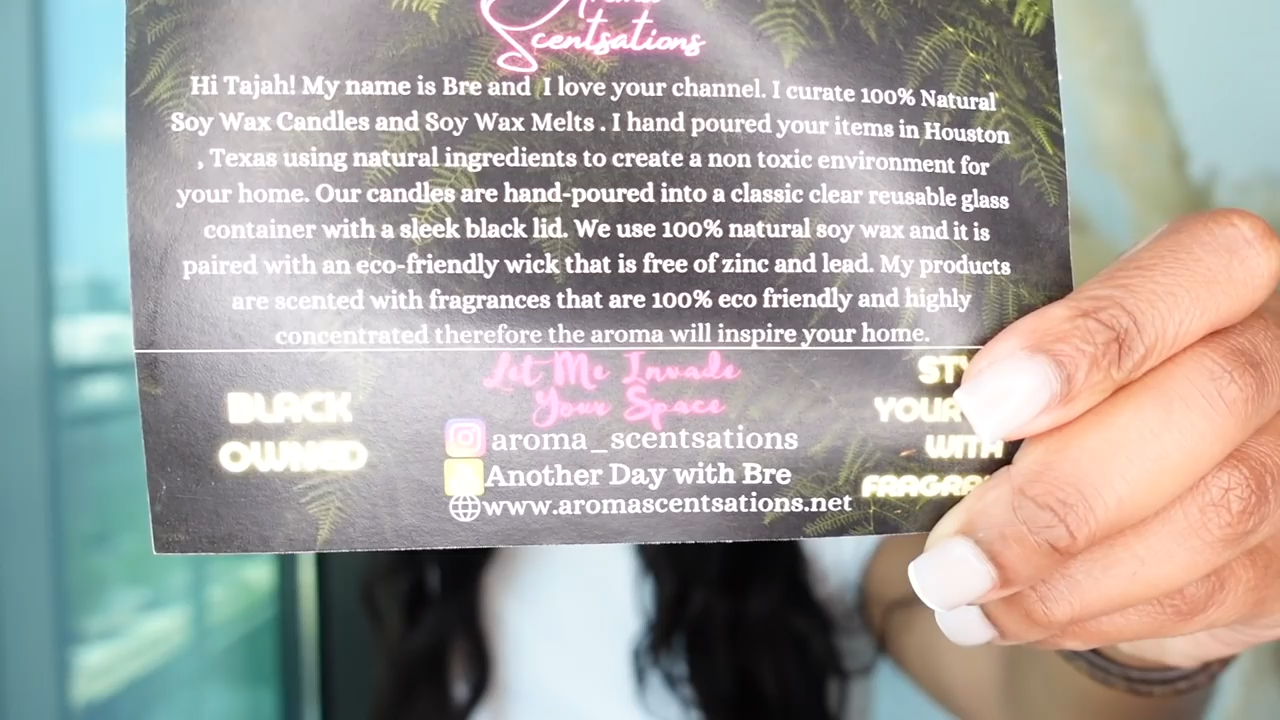 Aroma
Scentsations
Hi Tajah! My name is Bre and I love your channel. I curate 100% Natural
Soy Wax Candles and Soy Wax Melts . I hand poured your items in Houston
, Texas using natural ingredients to create a non toxic environment for
your home. Our candles are hand-poured into a classic clear reusable glass
container with a sleek black lid. We use 100% natural soy wax and it is
paired with an eco-friendly wick that is free of zinc and lead. My products
are scented with fragrances that are 100% eco friendly and highly
concentrated therefore the aroma will inspire your home.
Let Me Invade
Your Space
BLACK
OWNED
aroma_scentsations
Another Day with Bre
www.aromascentsations.net
YOUR
WITH